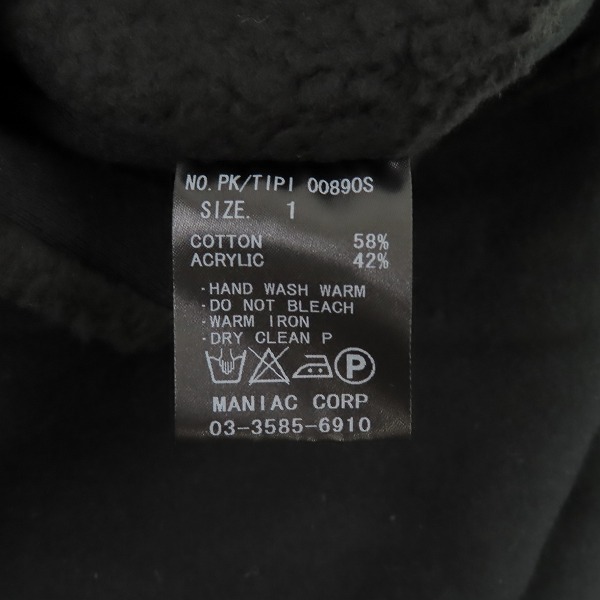 NO. PK/TIPI 00890S
SIZE. 1
COTTON 58%
ACRYLIC 42%
·HAND WASH WARM
·DO NOT BLEACH
·WARM IRON
·DRY CLEAN P
P
MANIAC CORP
03-3585-6910